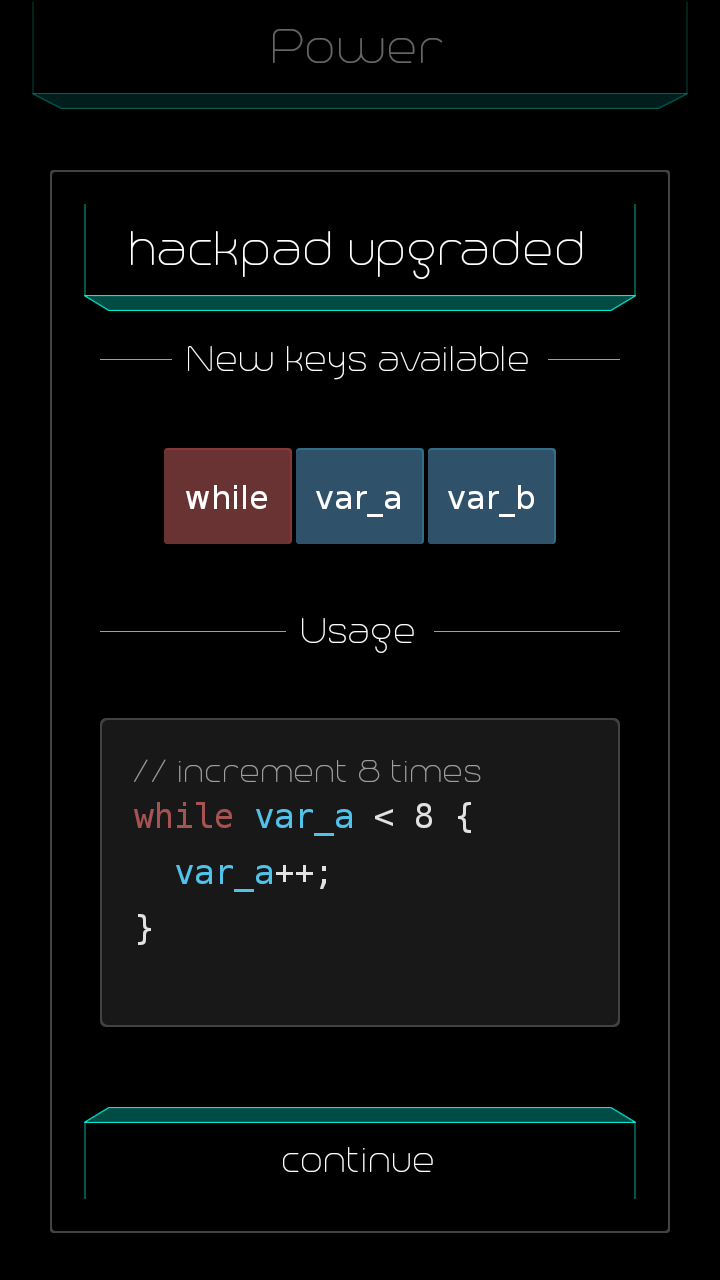 Power
hackpad upgraded
New keys available
while var_a var_b
Usage
// increment 8 times
while var_a < 8 {
  var_a++;
}
continue